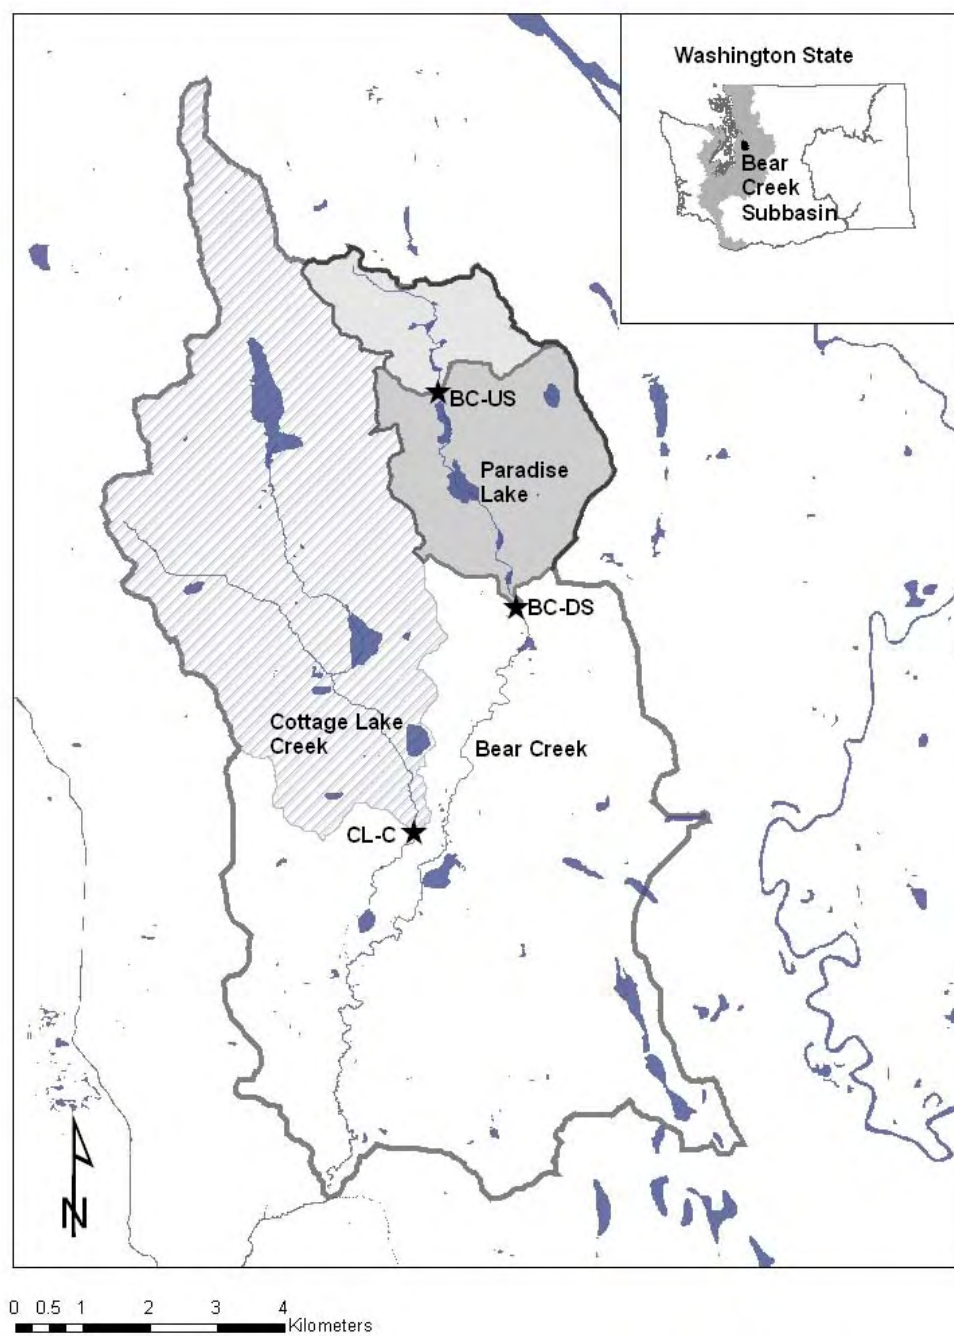 Washington State
Bear
Creek
Subbasin
BC-US
Paradise
Lake
BC-DS
Cottage Lake
Creek
Bear Creek
CL-C
N
0 0.5 1 2 3 4
Kilometers